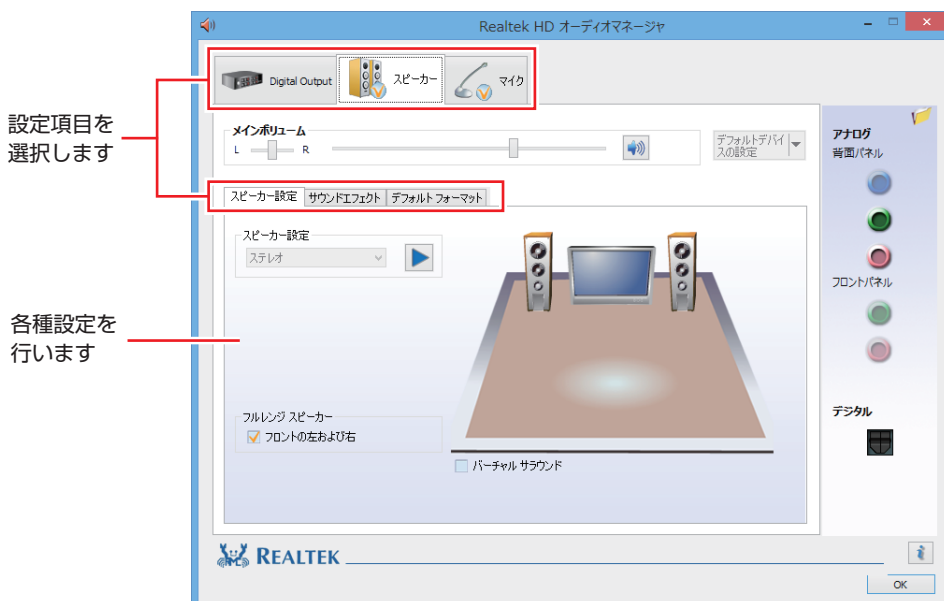 Realtek HD オーディオマネージャ
Digital Output
スピーカー
マイク
設定項目を
選択します
メインボリューム
L
R
デフォルトデバイ
スの設定
アナログ
背面パネル
スピーカー設定
サウンドエフェクト
デフォルト フォーマット
スピーカー設定
ステレオ
フロントパネル
各種設定を
行います
フルレンジ スピーカー
フロントの左および右
デジタル
バーチャル サラウンド
REALTEK
OK